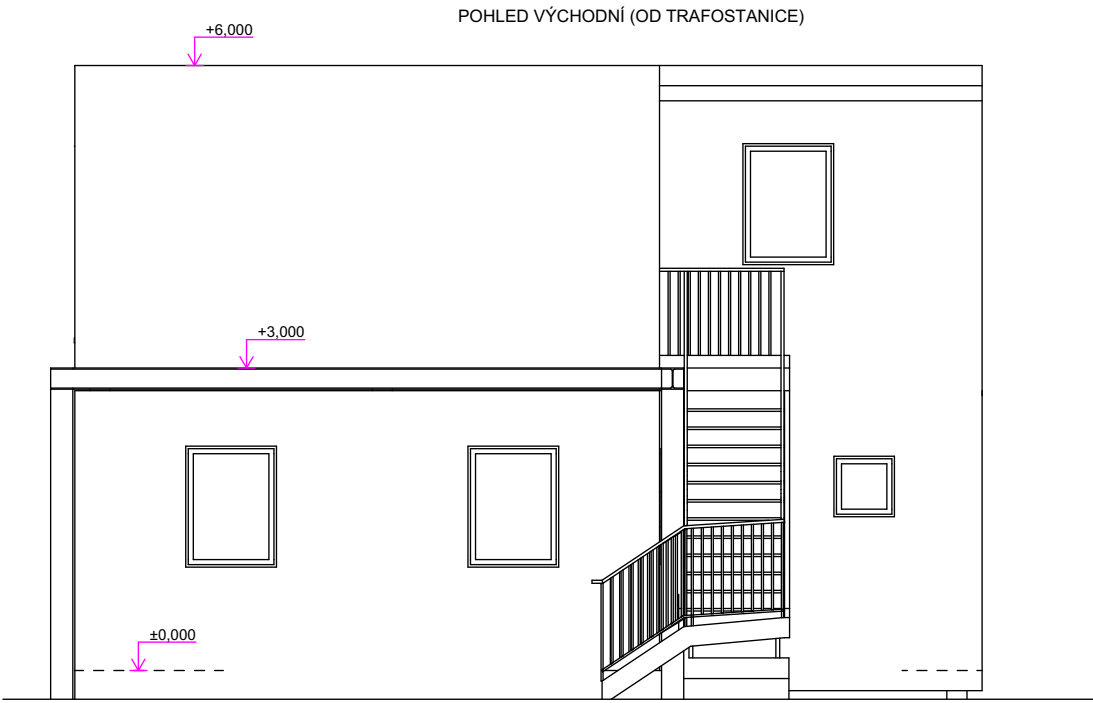 POHLED VÝCHODNÍ (OD TRAFOSTANICE)
+6,000
+3,000
±0,000